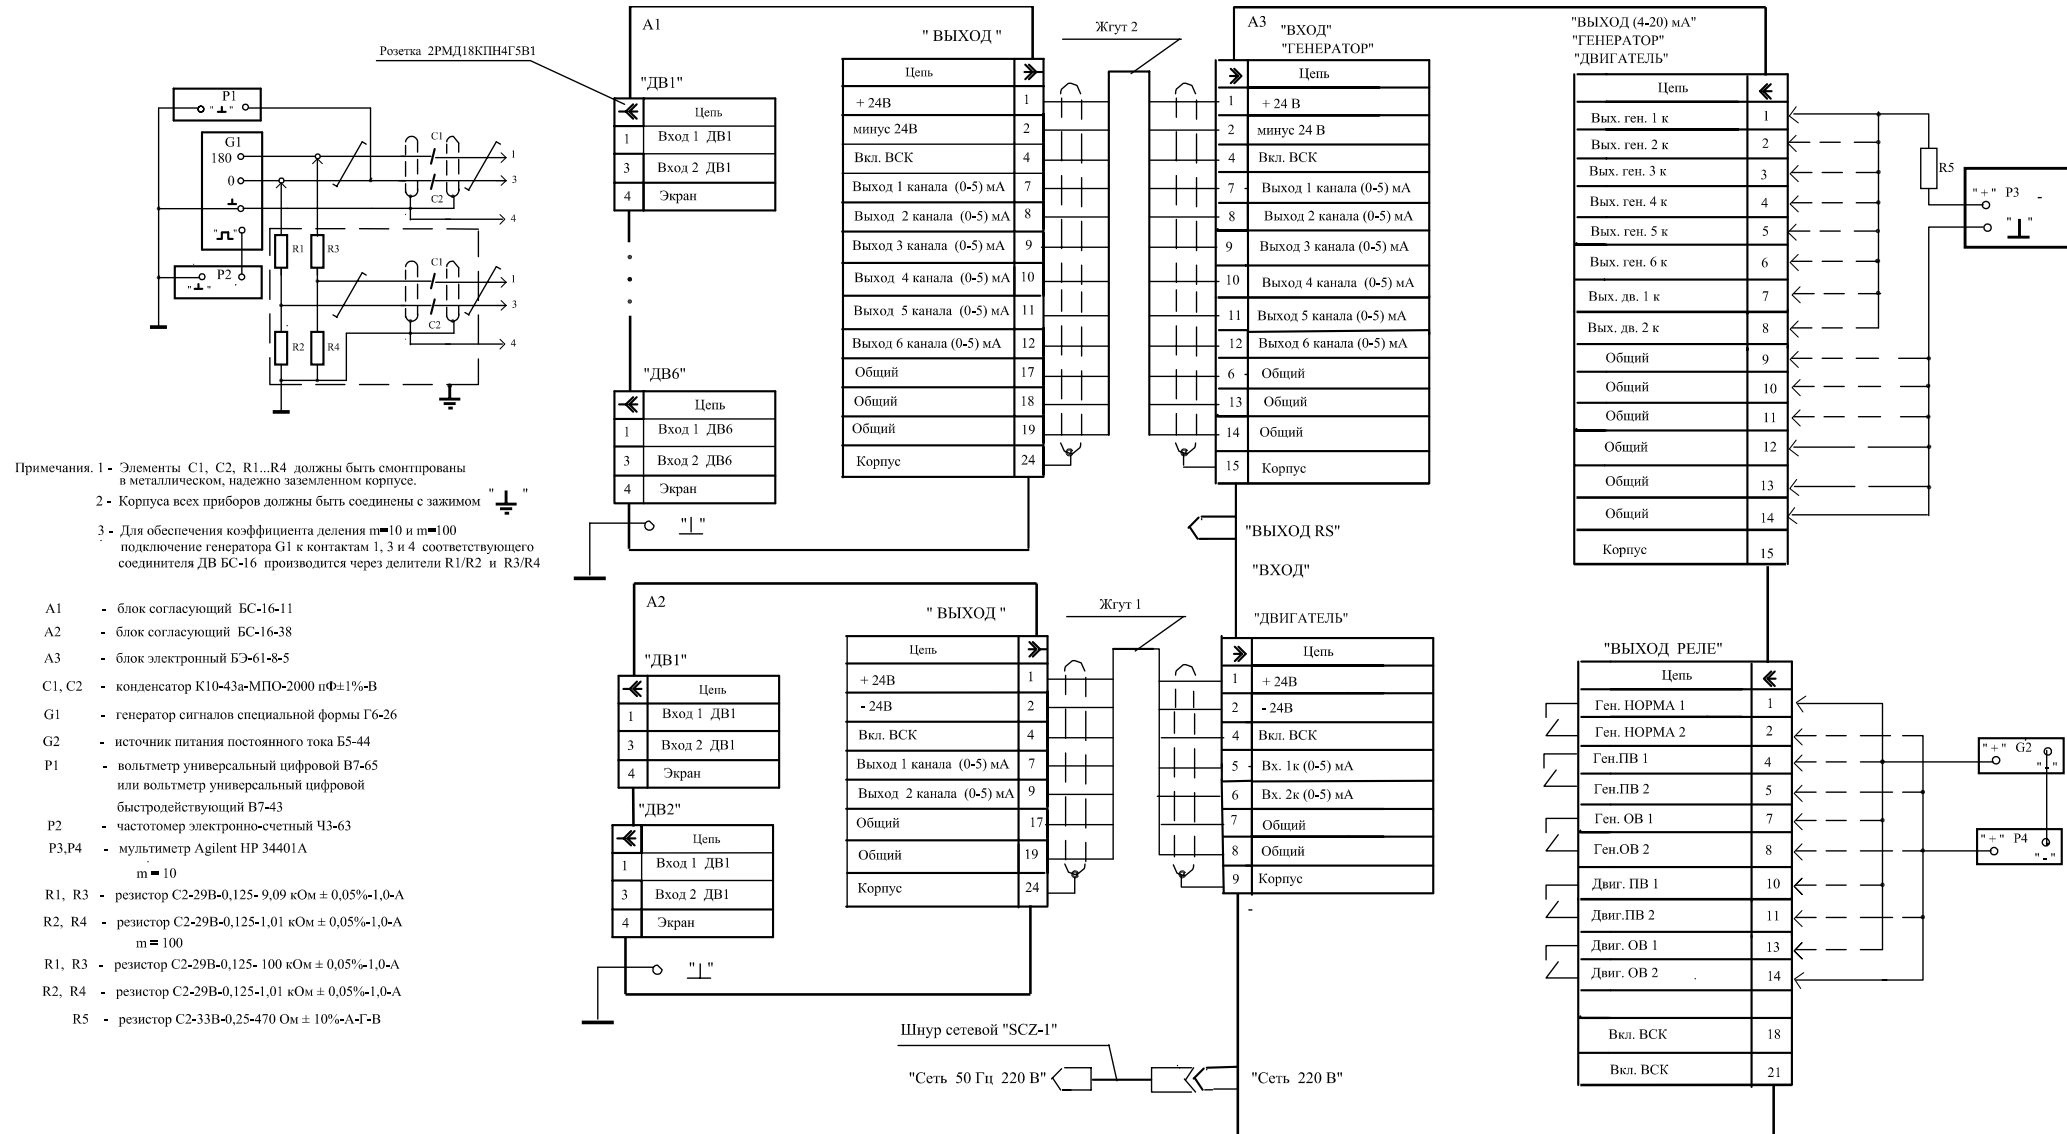 Розетка 2РМД18КПН4Г5В1
P1
"⊥"
G1
180
0
⊥
"⊓"
P2
"⊥"
C1
1
3
C2
4
R1
R3
C1
1
3
C2
4
R2
R4
Примечания. 1 - Элементы C1, C2, R1...R4 должны быть смонтпрованы
в металлическом, надежно заземленном корпусе.
2 - Корпуса всех приборов должны быть соединены с зажимом "⏚"
3 - Для обеспечения коэффициента деления m=10 и m=100
подключение генератора G1 к контактам 1, 3 и 4 соответствующего
соединителя ДВ БС-16 производится через делители R1/R2 и R3/R4
A1 - блок согласующий БС-16-11
A2 - блок согласующий БС-16-38
A3 - блок электронный БЭ-61-8-5
C1, C2 - конденсатор К10-43а-МПО-2000 пФ±1%-В
G1 - генератор сигналов специальной формы Г6-26
G2 - источник питания постоянного тока Б5-44
P1 - вольтметр универсальный цифровой В7-65
или вольтметр универсальный цифровой
быстродействующий В7-43
P2 - частотомер электронно-счетный Ч3-63
P3,P4 - мультиметр Agilent HP 34401A
m = 10
R1, R3 - резистор С2-29В-0,125- 9,09 кОм ± 0,05%-1,0-А
R2, R4 - резистор С2-29В-0,125-1,01 кОм ± 0,05%-1,0-А
m = 100
R1, R3 - резистор С2-29В-0,125- 100 кОм ± 0,05%-1,0-А
R2, R4 - резистор С2-29В-0,125-1,01 кОм ± 0,05%-1,0-А
R5 - резистор С2-33В-0,25-470 Ом ± 10%-А-Г-В
A1
"ДВ1"
Цепь
1 Вход 1 ДВ1
3 Вход 2 ДВ1
4 Экран
"ДВ6"
Цепь
1 Вход 1 ДВ6
3 Вход 2 ДВ6
4 Экран
"⊥"
" ВЫХОД "
Цепь
+ 24В 1
минус 24В 2
Вкл. ВСК 4
Выход 1 канала (0-5) мА 7
Выход 2 канала (0-5) мА 8
Выход 3 канала (0-5) мА 9
Выход 4 канала (0-5) мА 10
Выход 5 канала (0-5) мА 11
Выход 6 канала (0-5) мА 12
Общий 17
Общий 18
Общий 19
Корпус 24
Жгут 2
A3
"ВХОД"
"ГЕНЕРАТОР"
Цепь
1 + 24 В
2 минус 24 В
4 Вкл. ВСК
7 Выход 1 канала (0-5) мА
8 Выход 2 канала (0-5) мА
9 Выход 3 канала (0-5) мА
10 Выход 4 канала (0-5) мА
11 Выход 5 канала (0-5) мА
12 Выход 6 канала (0-5) мА
6 Общий
13 Общий
14 Общий
15 Корпус
"ВЫХОД RS"
"ВХОД"
A2
"ДВ1"
Цепь
1 Вход 1 ДВ1
3 Вход 2 ДВ1
4 Экран
"ДВ2"
Цепь
1 Вход 1 ДВ1
3 Вход 2 ДВ1
4 Экран
"⊥"
" ВЫХОД "
Цепь
+ 24В 1
- 24В 2
Вкл. ВСК 4
Выход 1 канала (0-5) мА 7
Выход 2 канала (0-5) мА 9
Общий 17
Общий 19
Корпус 24
Жгут 1
"ДВИГАТЕЛЬ"
Цепь
1 + 24В
2 - 24В
4 Вкл. ВСК
5 Вх. 1к (0-5) мА
6 Вх. 2к (0-5) мА
7 Общий
8 Общий
9 Корпус
Шнур сетевой "SCZ-1"
"Сеть 50 Гц 220 В"
"Сеть 220 В"
"ВЫХОД (4-20) мА"
"ГЕНЕРАТОР"
"ДВИГАТЕЛЬ"
Цепь
Вых. ген. 1 к 1
Вых. ген. 2 к 2
Вых. ген. 3 к 3
Вых. ген. 4 к 4
Вых. ген. 5 к 5
Вых. ген. 6 к 6
Вых. дв. 1 к 7
Вых. дв. 2 к 8
Общий 9
Общий 10
Общий 11
Общий 12
Общий 13
Общий 14
Корпус 15
R5
"+" P3 -
"⊥"
"ВЫХОД РЕЛЕ"
Цепь
Ген. НОРМА 1 1
Ген. НОРМА 2 2
Ген.ПВ 1 4
Ген.ПВ 2 5
Ген. ОВ 1 7
Ген.ОВ 2 8
Двиг. ПВ 1 10
Двиг.ПВ 2 11
Двиг. ОВ 1 13
Двиг. ОВ 2 14
Вкл. ВСК 18
Вкл. ВСК 21
"+" G2
"-"
"+" P4
"-"